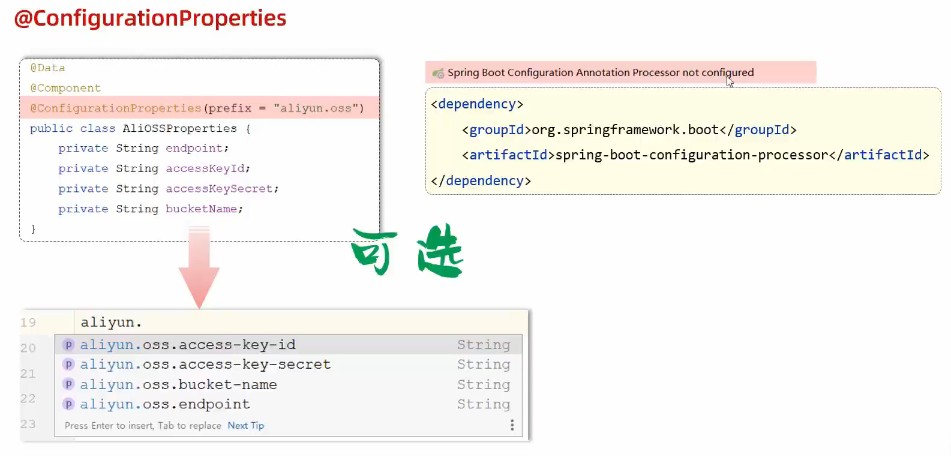 @ConfigurationProperties
@Data
@Component
@ConfigurationProperties(prefix = "aliyun.oss")
public class AliOSSProperties {
private String endpoint;
private String accessKeyId;
private String accessKeySecret;
private String bucketName;
}
Spring Boot Configuration Annotation Processor not configured
<dependency>
<groupId>org.springframework.boot</groupId>
<artifactId>spring-boot-configuration-processor</artifactId>
</dependency>
可选
19 aliyun.
20 p aliyun.oss.access-key-id String
21 p aliyun.oss.access-key-secret String
22 p aliyun.oss.bucket-name String
p aliyun.oss.endpoint String
23 Press Enter to insert, Tab to replace Next Tip